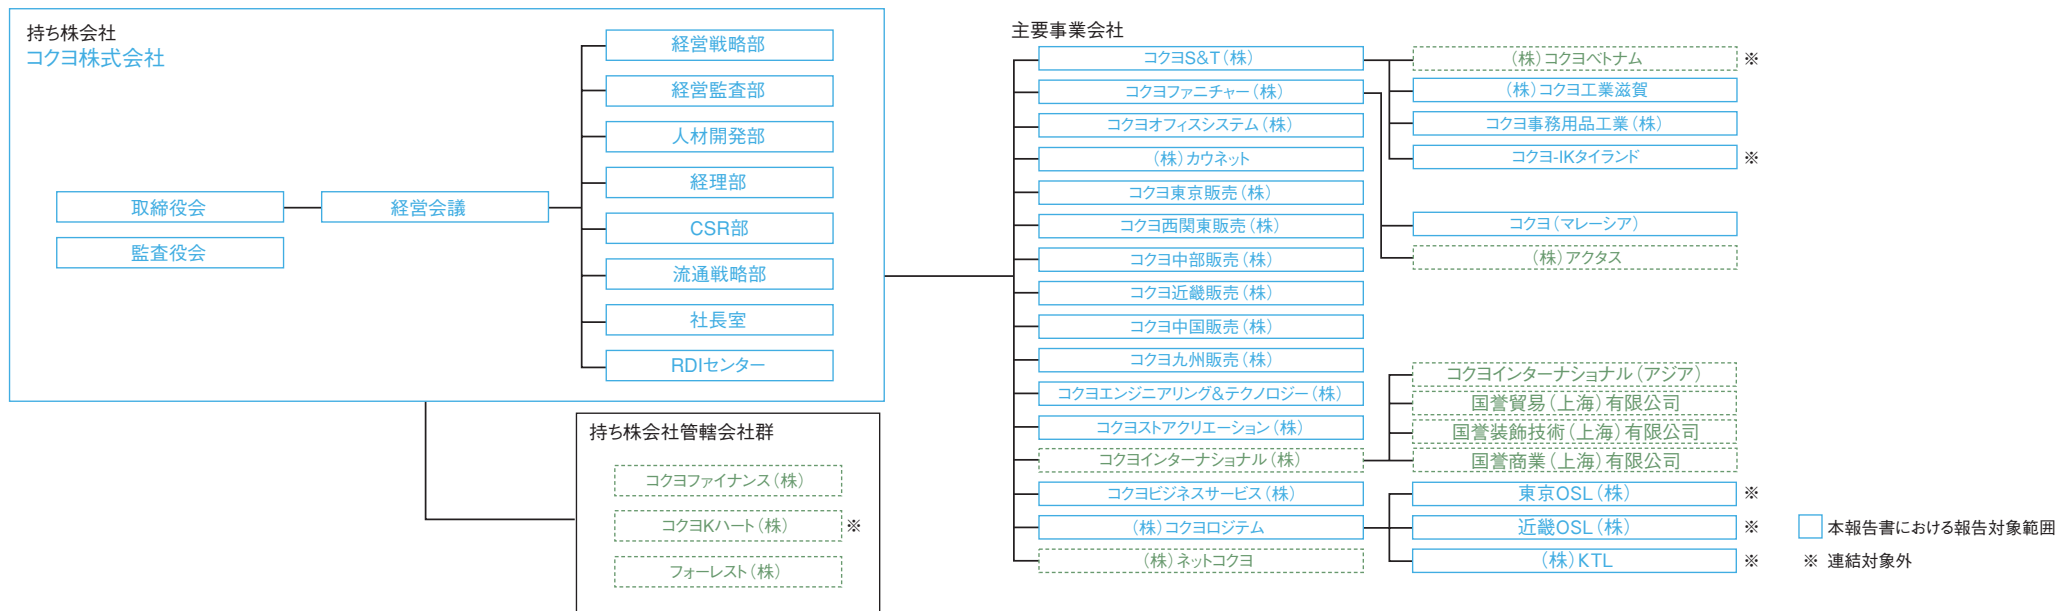 持ち株会社
コクヨ株式会社
取締役会
監査役会
経営会議
経営戦略部
経営監査部
人材開発部
経理部
CSR部
流通戦略部
社長室
RDIセンター
持ち株会社管轄会社群
コクヨファイナンス(株)
コクヨKハート(株) ※
フォーレスト(株)
主要事業会社
コクヨS&T(株)
コクヨファニチャー(株)
コクヨオフィスシステム(株)
(株)カウネット
コクヨ東京販売(株)
コクヨ西関東販売(株)
コクヨ中部販売(株)
コクヨ近畿販売(株)
コクヨ中国販売(株)
コクヨ九州販売(株)
コクヨエンジニアリング&テクノロジー(株)
コクヨストアクリエーション(株)
コクヨインターナショナル(株)
コクヨビジネスサービス(株)
(株)コクヨロジテム
(株)ネットコクヨ
(株)コクヨベトナム ※
(株)コクヨ工業滋賀
コクヨ事務用品工業(株)
コクヨ-IKタイランド ※
コクヨ(マレーシア)
(株)アクタス
コクヨインターナショナル(アジア)
国誉貿易(上海)有限公司
国誉装飾技術(上海)有限公司
国誉商業(上海)有限公司
東京OSL(株) ※
近畿OSL(株) ※
(株)KTL ※
本報告書における報告対象範囲
※ 連結対象外